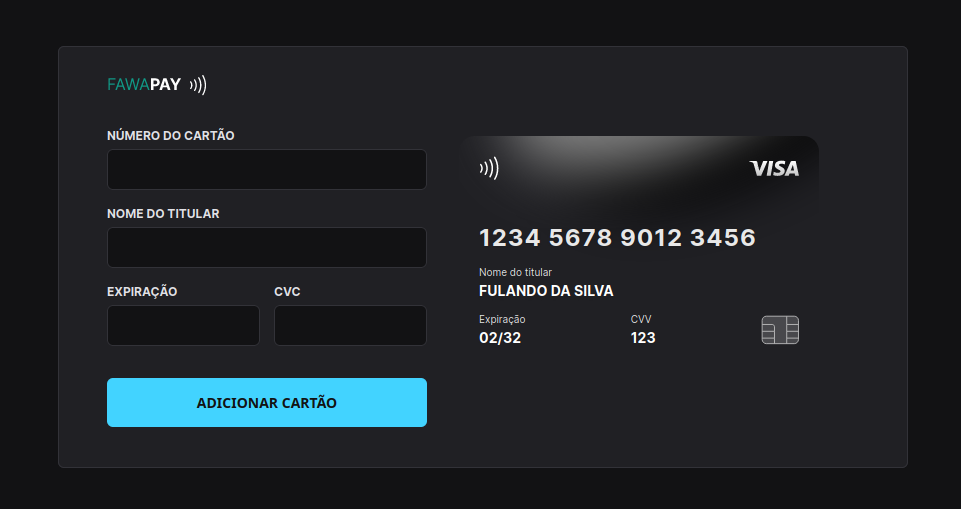 FAWAPAY
NÚMERO DO CARTÃO
NOME DO TITULAR
EXPIRAÇÃO CVC
ADICIONAR CARTÃO
VISA
1234 5678 9012 3456
Nome do titular
FULANDO DA SILVA
Expiração CVV
02/32 123